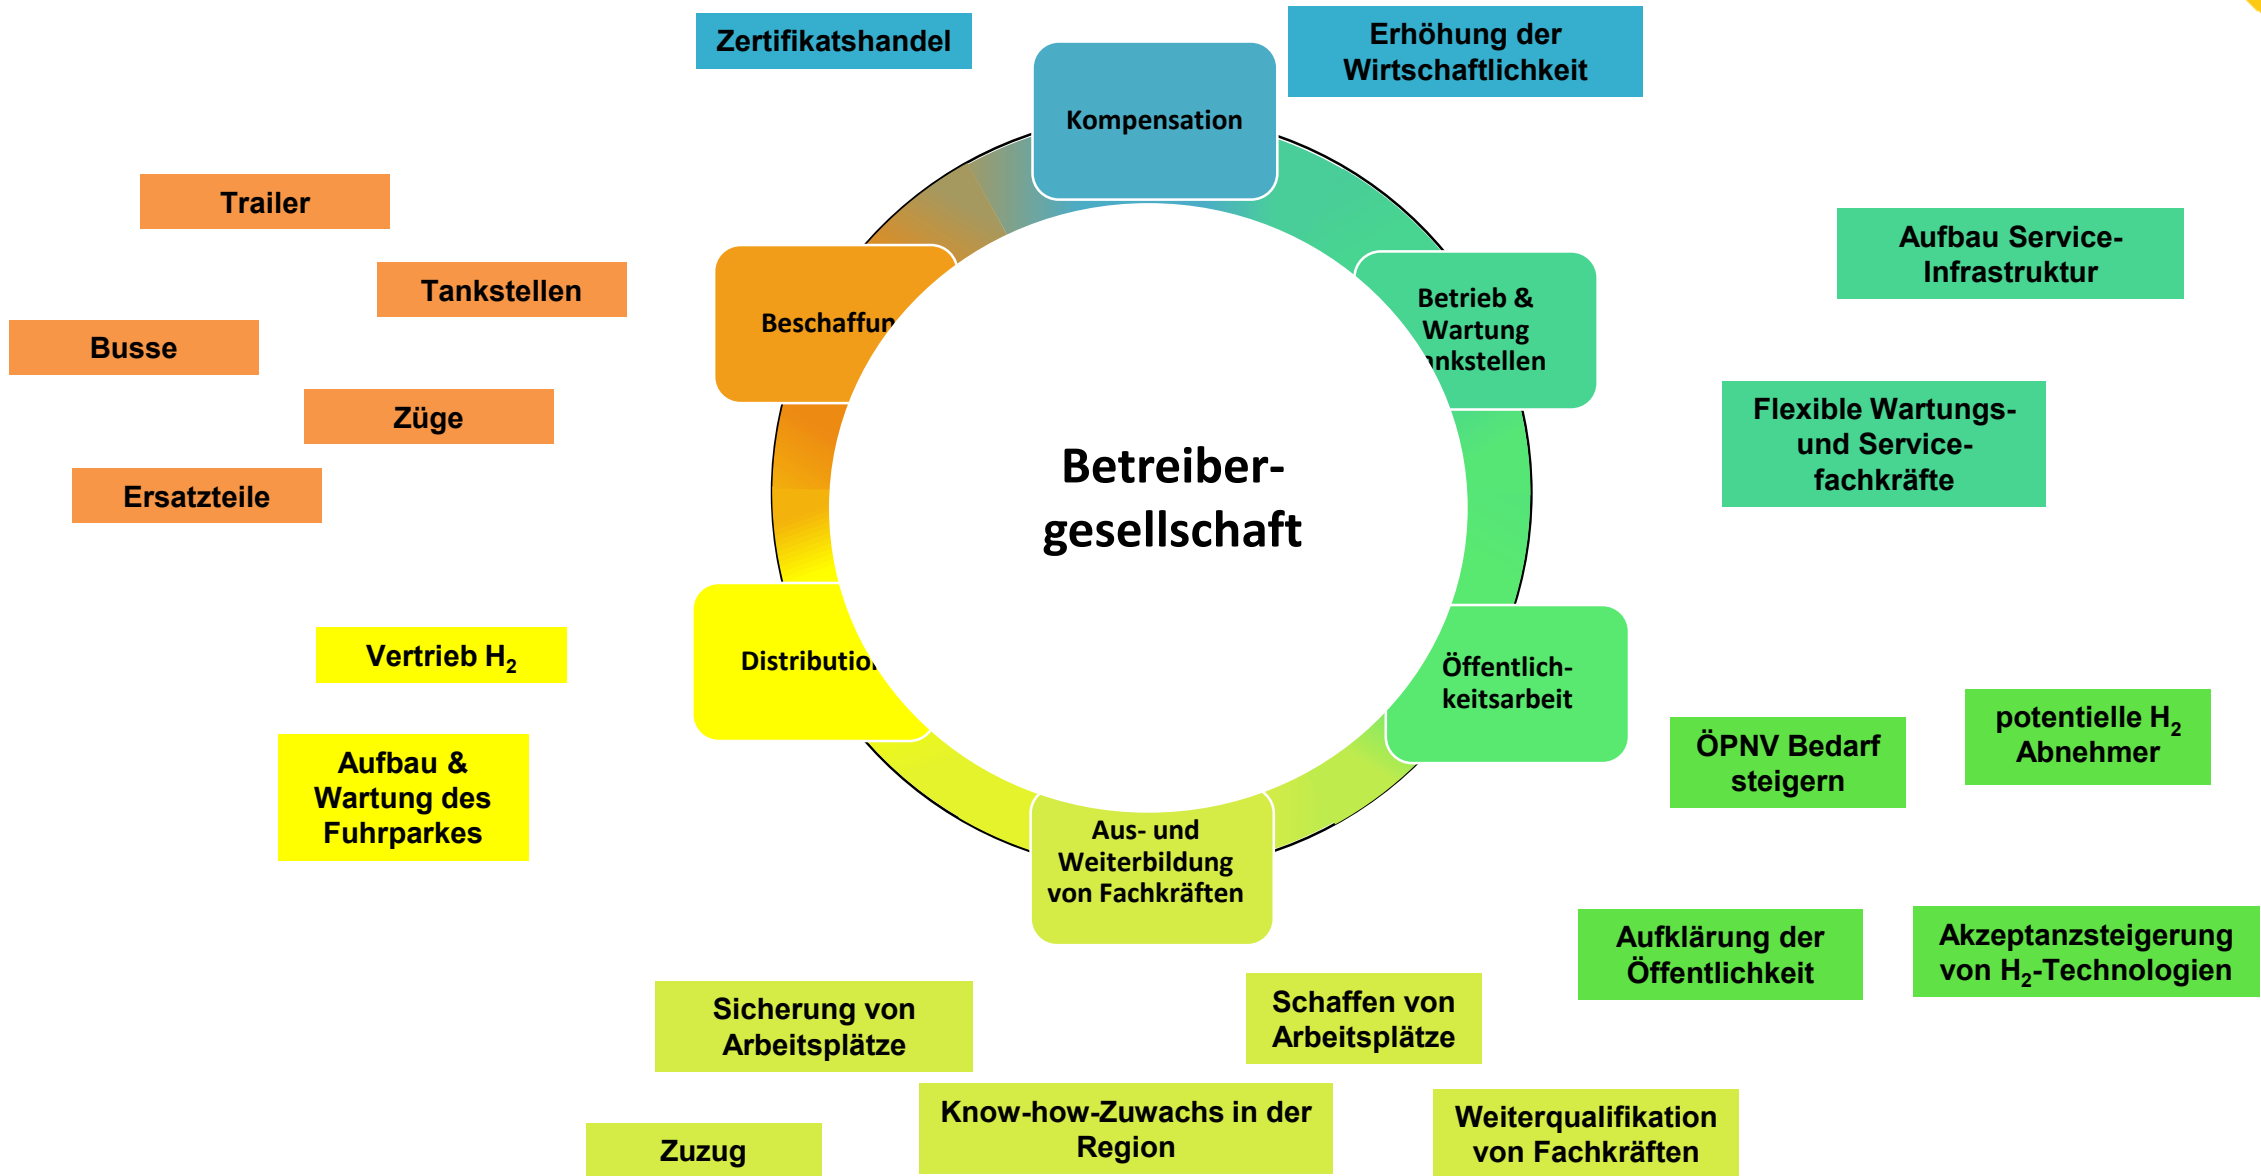 Zertifikatshandel
Erhöhung der
Wirtschaftlichkeit
Kompensation
Trailer
Tankstellen
Busse
Züge
Ersatzteile
Beschaffun
Betrieb &
Wartung
ankstellen
Aufbau Service-
Infrastruktur
Flexible Wartungs-
und Service-
fachkräfte
Betreiber-
gesellschaft
Distribution
Vertrieb H₂
Aufbau &
Wartung des
Fuhrparkes
Öffentlich-
keitsarbeit
ÖPNV Bedarf
steigern
potentielle H₂
Abnehmer
Aufklärung der
Öffentlichkeit
Akzeptanzsteigerung
von H₂-Technologien
Aus- und
Weiterbildung
von Fachkräften
Sicherung von
Arbeitsplätze
Schaffen von
Arbeitsplätze
Zuzug
Know-how-Zuwachs in der
Region
Weiterqualifikation
von Fachkräften